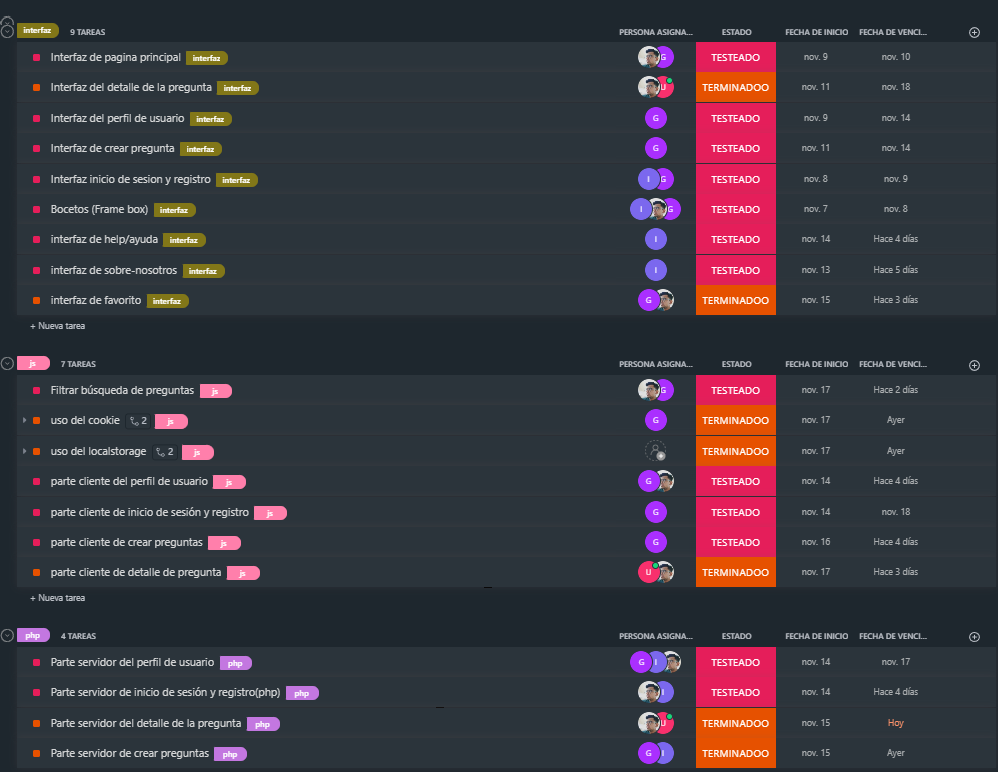 interfaz 9 TAREAS PERSONA ASIGNA... ESTADO FECHA DE INICIO FECHA DE VENCI...
Interfaz de pagina principal interfaz G TESTEADO nov. 9 nov. 10
Interfaz del detalle de la pregunta interfaz U TERMINADOO nov. 11 nov. 18
Interfaz del perfil de usuario interfaz G TESTEADO nov. 9 nov. 14
Interfaz de crear pregunta interfaz G TESTEADO nov. 11 nov. 14
Interfaz inicio de sesion y registro interfaz I G TESTEADO nov. 8 nov. 9
Bocetos (Frame box) interfaz I G TESTEADO nov. 7 nov. 8
interfaz de help/ayuda interfaz I TESTEADO nov. 14 Hace 4 días
interfaz de sobre-nosotros interfaz I TESTEADO nov. 13 Hace 5 días
interfaz de favorito interfaz G TERMINADOO nov. 15 Hace 3 días
+ Nueva tarea
js 7 TAREAS PERSONA ASIGNA... ESTADO FECHA DE INICIO FECHA DE VENCI...
Filtrar búsqueda de preguntas js G TESTEADO nov. 17 Hace 2 días
uso del cookie 2 js G TERMINADOO nov. 17 Ayer
uso del localstorage 2 js TERMINADOO nov. 17 Ayer
parte cliente del perfil de usuario js G TESTEADO nov. 14 Hace 4 días
parte cliente de inicio de sesión y registro js G TESTEADO nov. 14 nov. 18
parte cliente de crear preguntas js G TESTEADO nov. 16 Hace 4 días
parte cliente de detalle de pregunta js U TERMINADOO nov. 17 Hace 3 días
+ Nueva tarea
php 4 TAREAS PERSONA ASIGNA... ESTADO FECHA DE INICIO FECHA DE VENCI...
Parte servidor del perfil de usuario php G I TESTEADO nov. 14 nov. 17
Parte servidor de inicio de sesión y registro(php) php I TESTEADO nov. 14 Hace 4 días
Parte servidor del detalle de la pregunta php U TERMINADOO nov. 15 Hoy
Parte servidor de crear preguntas php G I TERMINADOO nov. 15 Ayer